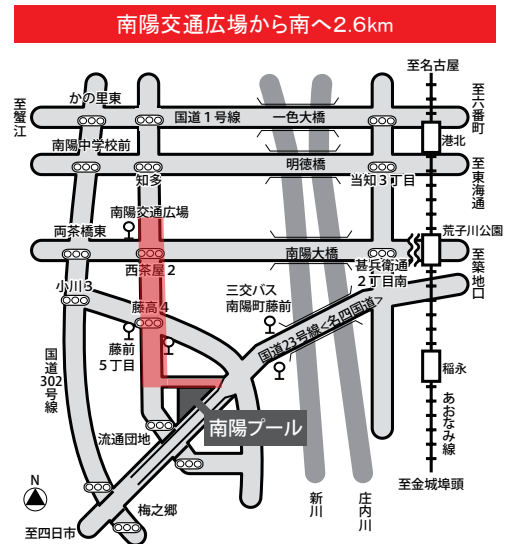 南陽交通広場から南へ2.6km
至名古屋
至蟹江
かの里東
国道1号線
一色大橋
至六番町
港北
南陽中学校前
知多
明徳橋
当知3丁目
至東海通
南陽交通広場
荒子川公園
両茶橋東
南陽大橋
西茶屋2
甚兵衛通
2丁目南
至築地口
小川3
藤高4
三交バス
南陽町藤前
国道23号線<名四国道>
藤前
5丁目
国道302号線
稲永
あおなみ線
南陽プール
流通団地
至金城埠頭
N
新川
庄内川
梅之郷
至四日市